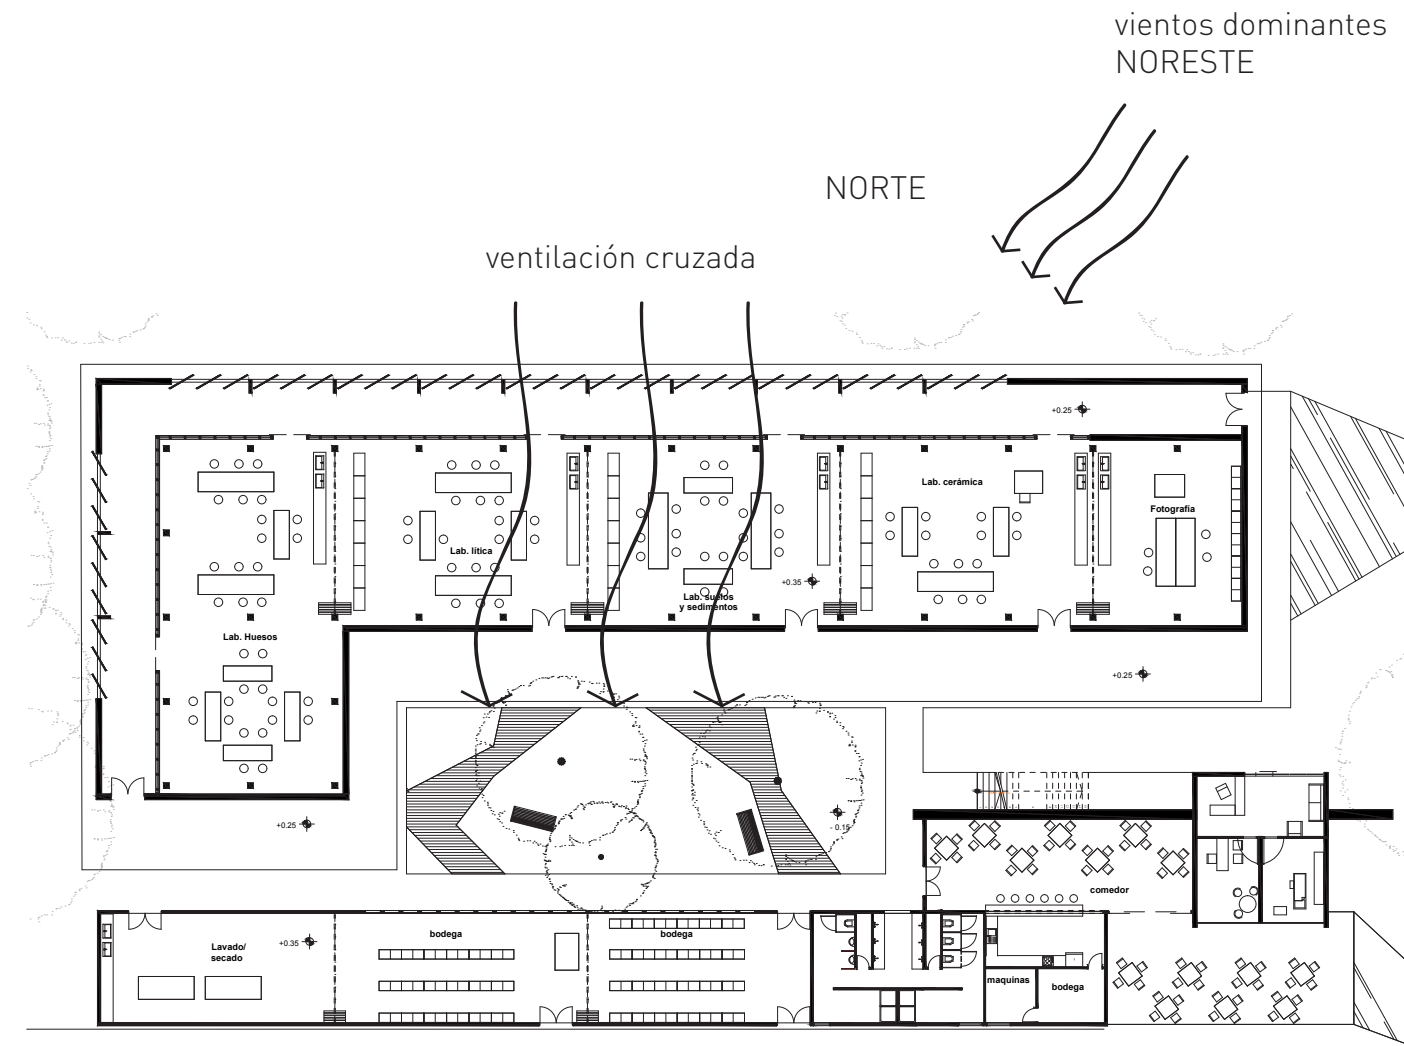 vientos dominantes
NORESTE
NORTE
ventilación cruzada
+0.25
Lab. cerámica
Fotografía
Lab. lítica
+0.35
Lab. suelos
y sedimentos
Lab. Huesos
+0.25
+0.25
- 0.15
comedor
bodega
bodega
Lavado/
secado
+0.35
maquinas
bodega